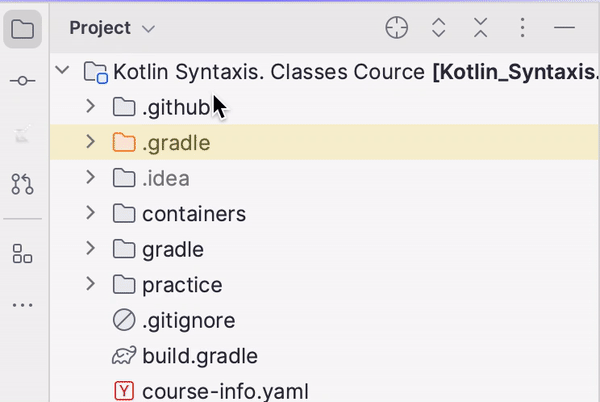 Project
Kotlin Syntaxis. Classes Cource [Kotlin_Syntaxis.
.github
.gradle
.idea
containers
gradle
practice
.gitignore
build.gradle
Y course-info.yaml